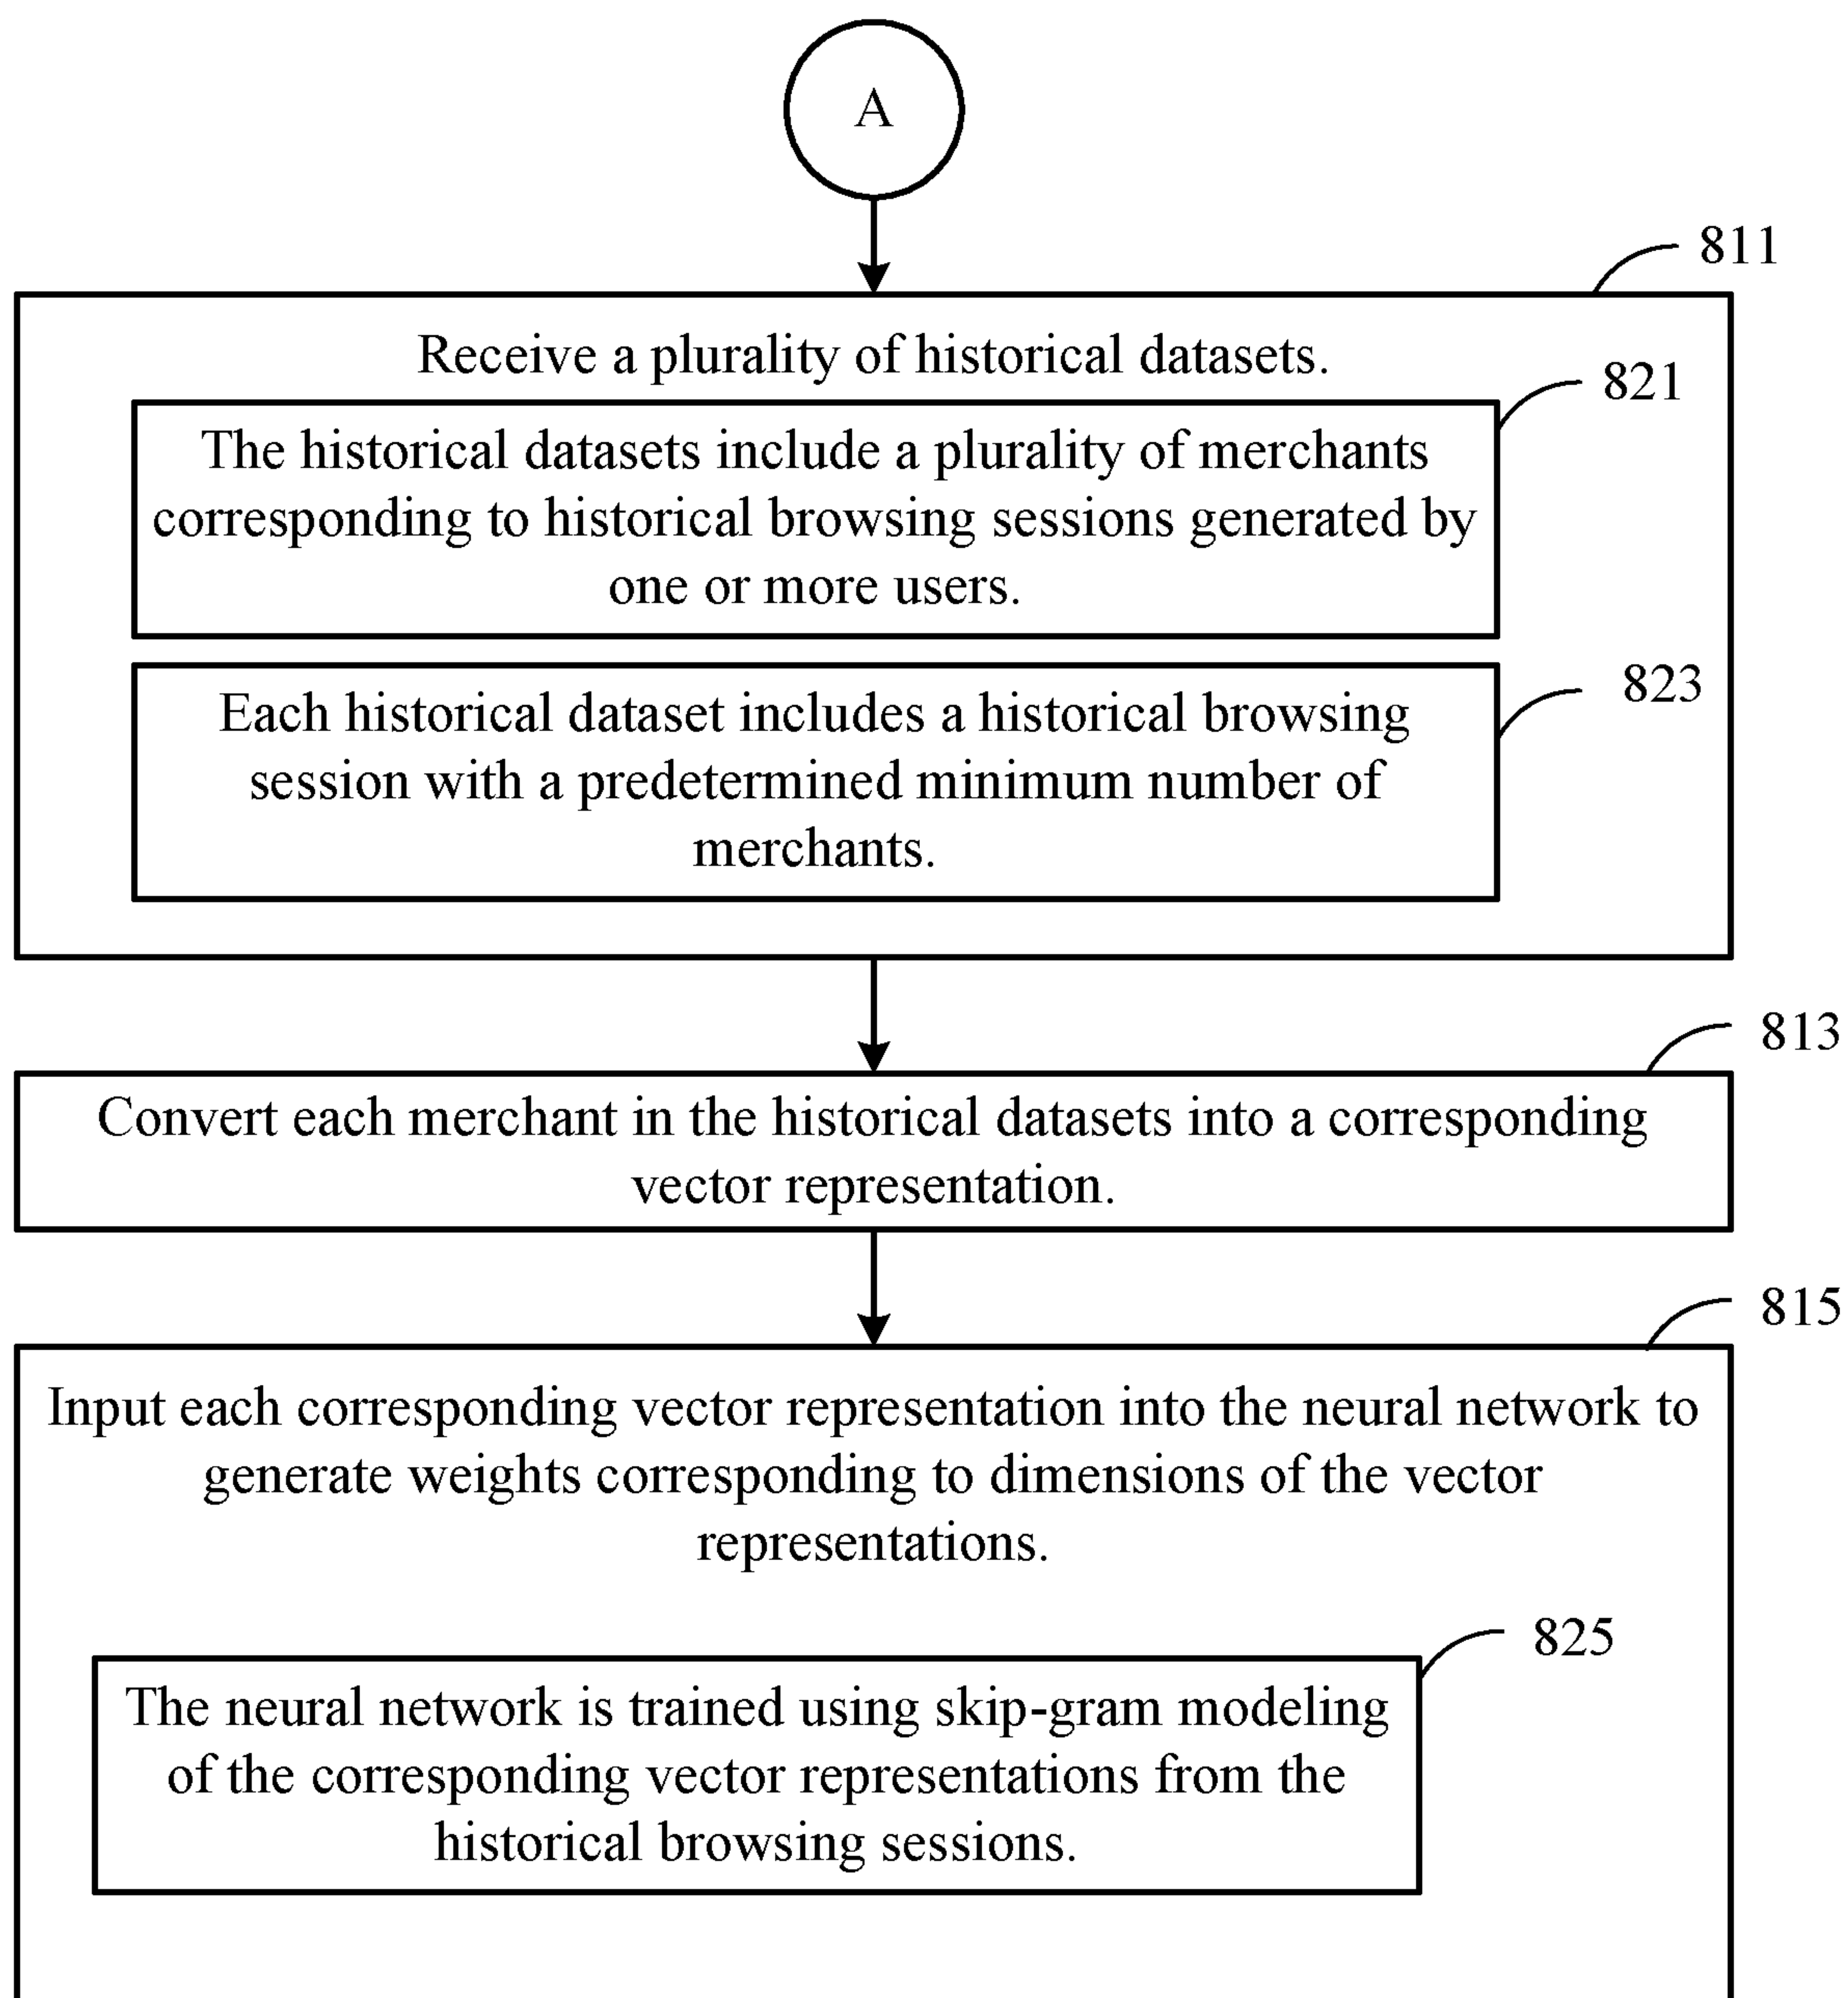 A
811
Receive a plurality of historical datasets.
821
The historical datasets include a plurality of merchants
corresponding to historical browsing sessions generated by
one or more users.
823
Each historical dataset includes a historical browsing
session with a predetermined minimum number of
merchants.
813
Convert each merchant in the historical datasets into a corresponding
vector representation.
815
Input each corresponding vector representation into the neural network to
generate weights corresponding to dimensions of the vector
representations.
825
The neural network is trained using skip-gram modeling
of the corresponding vector representations from the
historical browsing sessions.